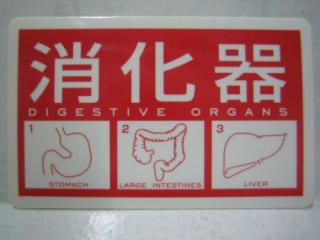 消化器
DIGESTIVE ORGANS
1 2 3
STOMACH LARGE INTESTINES LIVER